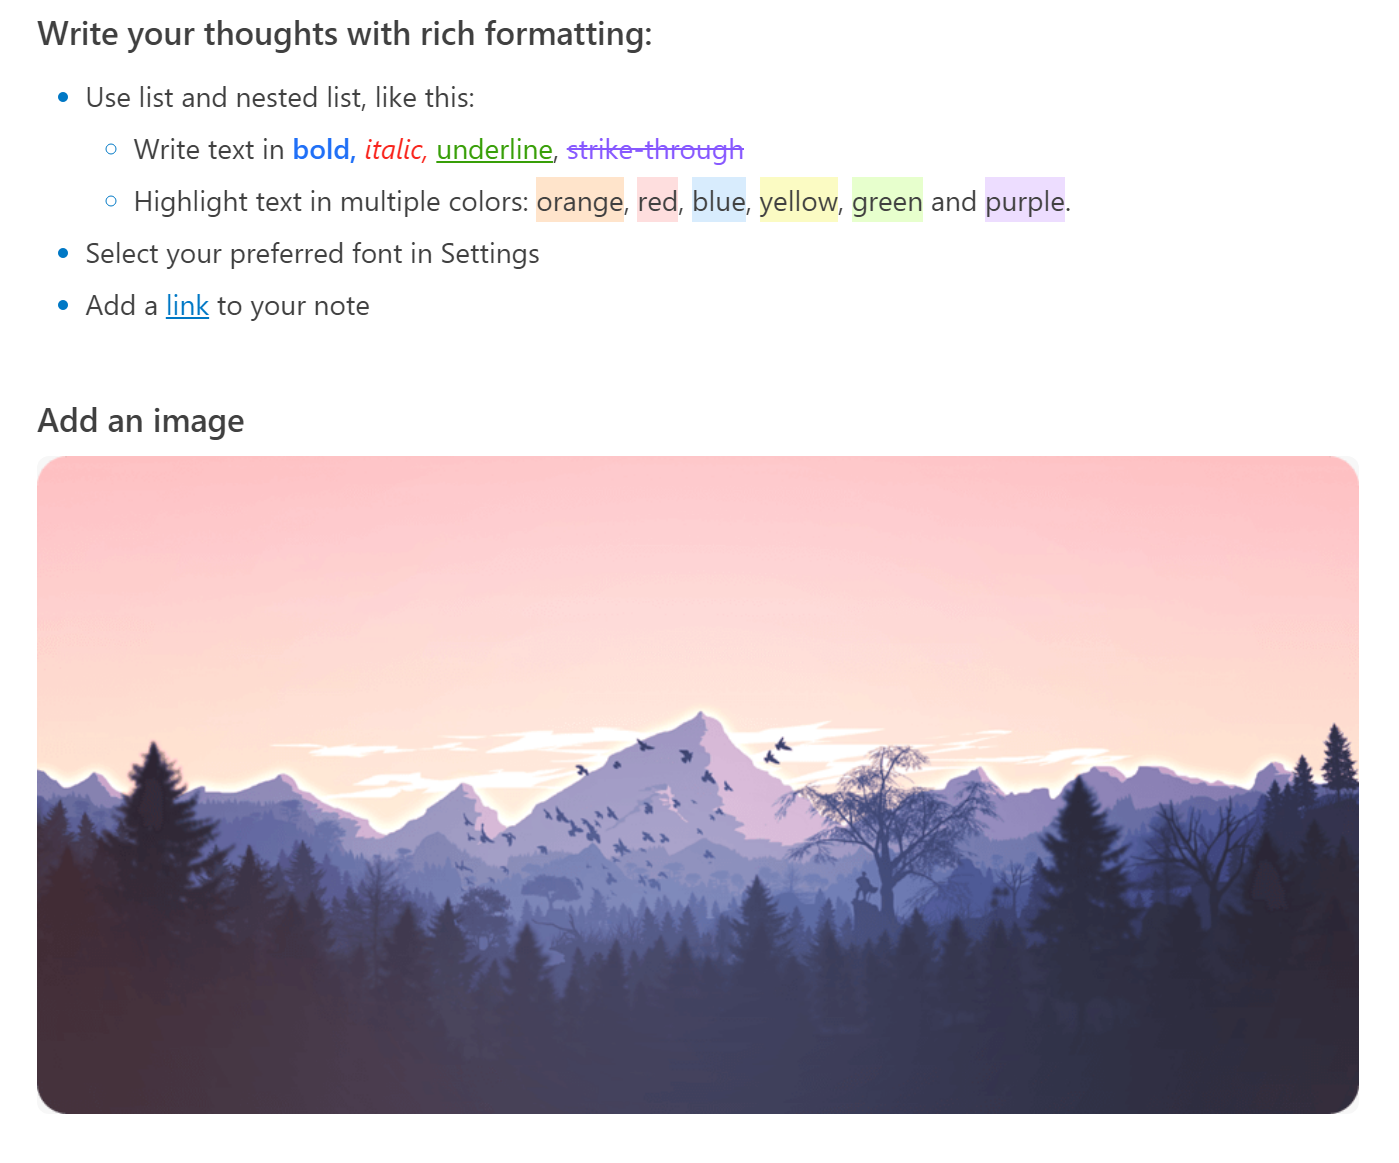 Write your thoughts with rich formatting:
Use list and nested list, like this:
Write text in bold, italic, underline, strike-through
Highlight text in multiple colors: orange, red, blue, yellow, green and purple.
Select your preferred font in Settings
Add a link to your note
Add an image